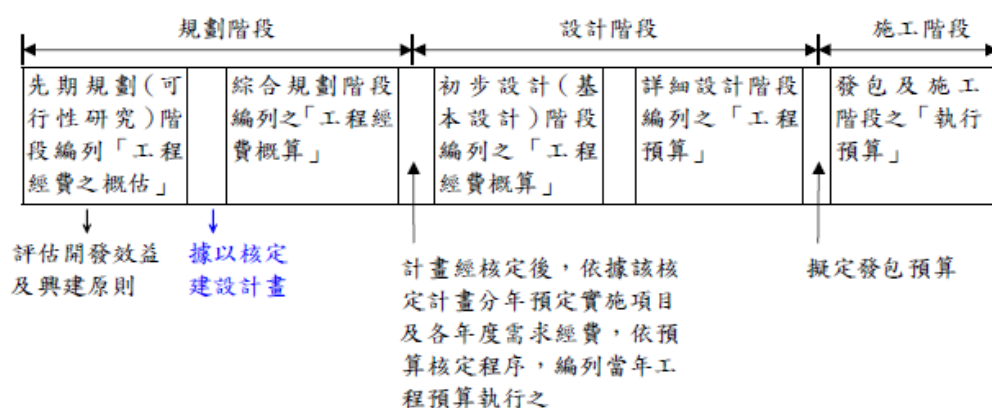 規劃階段
設計階段
施工階段
先期規劃(可
行性研究)階
段編列「工程
經費之概估」
綜合規劃階段
編列之「工程經
費概算」
初步設計(基
本設計)階段
編列之「工程
經費概算」
詳細設計階段
編列之「工程
預算」
發包及施工
階段之「執行
預算」
評估開發效益
及興建原則
據以核定
建設計畫
計畫經核定後，依據該核
定計畫分年預定實施項目
及各年度需求經費，依預
算核定程序，編列當年工
程預算執行之
擬定發包預算